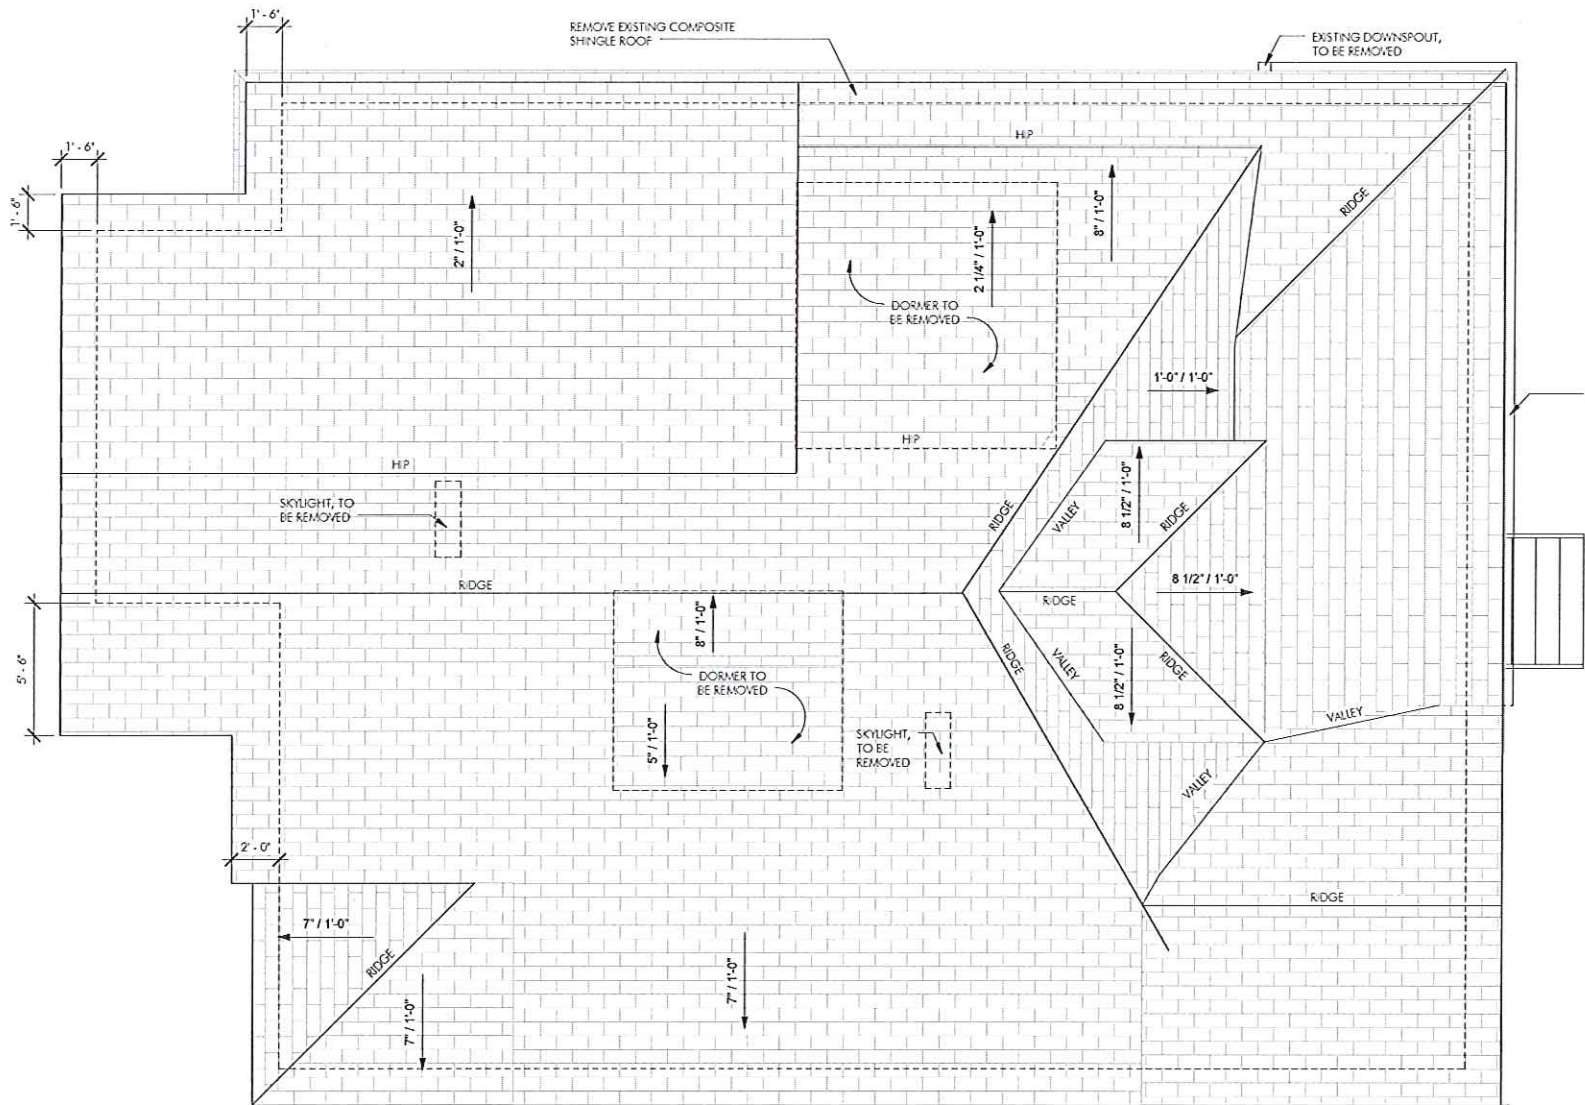 1' - 6"
REMOVE EXISTING COMPOSITE
SHINGLE ROOF
EXISTING DOWNSPOUT,
TO BE REMOVED
1' - 6"
1' - 6"
HIP
2" / 1'-0"
2 1/4" / 1'-0"
8" / 1'-0"
RIDGE
DORMER TO
BE REMOVED
1'-0" / 1'-0"
HIP
HIP
SKYLIGHT, TO
BE REMOVED
RIDGE
VALLEY
8 1/2" / 1'-0"
RIDGE
RIDGE
8 1/2" / 1'-0"
RIDGE
5' - 6"
8" / 1'-0"
DORMER TO
BE REMOVED
5" / 1'-0"
RIDGE
VALLEY
8 1/2" / 1'-0"
RIDGE
SKYLIGHT,
TO BE
REMOVED
VALLEY
VALLEY
2' - 0"
RIDGE
7" / 1'-0"
RIDGE
7" / 1'-0"
7" / 1'-0"